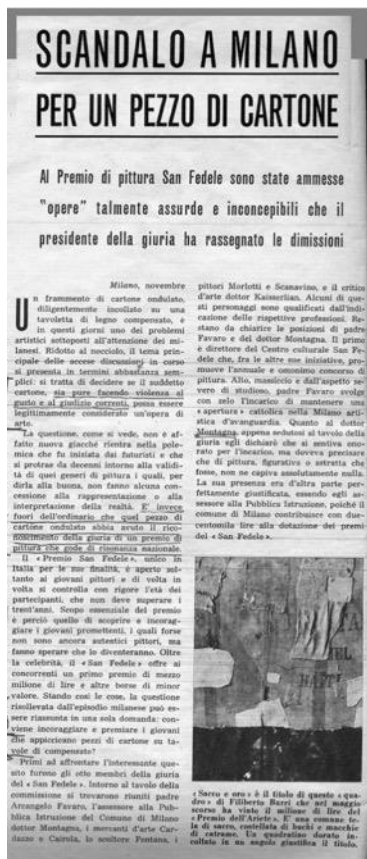 SCANDALO A MILANO
PER UN PEZZO DI CARTONE
Al Premio di pittura San Fedele sono state ammesse
"opere" talmente assurde e inconcepibili che il
presidente della giuria ha rassegnato le dimissioni
Milano, novembre
Un frammento di cartone ondulato,
diligentemente incollato su una
tavoletta di legno compensato, è
in questi giorni uno dei problemi
artistici sottoposti all'attenzione dei mi-
lanesi. Ridotto al nocciolo, il tema prin-
cipale delle accese discussioni in corso
si presenta in termini abbastanza sem-
plici: si tratta di decidere se il suddetto
cartone, sia pure facendo violenza al
gusto e al giudizio correnti, possa essere
legittimamente considerato un'opera di
arte.
La questione, come si vede, non è af-
fatto nuova giacché rientra nella pole-
mica che fu iniziata dai futuristi e che
si protrae da decenni intorno alla validi-
tà di quei generi di pittura i quali, per
dirla alla buona, non fanno alcuna con-
cessione alla rappresentazione o alla
interpretazione della realtà. E' invece
fuori dell'ordinario che quel pezzo di
cartone ondulato abbia avuto il rico-
noscimento della giuria di un premio di
pittura che gode di risonanza nazionale.
Il «Premio San Fedele», unico in
Italia per le sue finalità, è aperto sol-
tanto ai giovani pittori e di volta in
volta si controlla con rigore l'età dei
partecipanti, che non deve superare i
trent'anni. Scopo essenziale del premio
è perciò quello di scoprire e incorag-
giare i giovani promettenti, i quali forse
non sono ancora autentici pittori, ma
fanno sperare che lo diventeranno. Oltre
la celebrità, il «San Fedele» offre ai
concorrenti un primo premio di mezzo
milione di lire e altre borse di minor
valore. Stando così le cose, la questione
risollevata dall'episodio milanese può es-
sere riassunta in una sola domanda: con-
viene incoraggiare e premiare i giovani
che appiccicano pezzi di cartone su ta-
vole di compensato?
Primi ad affrontare l'interessante que-
sito furono gli otto membri della giuria
del «San Fedele». Intorno al tavolo della
commissione si trovarono riuniti padre
Arcangelo Favaro, l'assessore alla Pub-
blica Istruzione del Comune di Milano
dottor Montagna, i mercanti d'arte Car-
dazzo e Cairola, lo scultore Fontana, i
pittori Morlotti e Scanavino, e il critico
d'arte dottor Kaisserlian. Alcuni di que-
sti personaggi sono qualificati dall'indi-
cazione delle rispettive professioni. Re-
stano da chiarire le posizioni di padre
Favaro e del dottor Montagna. Il primo
è direttore del Centro culturale San Fe-
dele che, fra le altre sue iniziative, pro-
muove l'annuale e omonimo concorso di
pittura. Alto, massiccio e dall'aspetto se-
vero di studioso, padre Favaro svolge
con zelo l'incarico di mantenere una
«apertura» cattolica nella Milano arti-
stica d'avanguardia. Quanto al dottor
Montagna, appena sedutosi al tavolo della
giuria egli dichiarò che si sentiva ono-
rato per l'incarico, ma doveva precisare
che di pittura, figurativa o astratta che
fosse, non ne capiva assolutamente nulla.
La sua presenza era d'altra parte per-
fettamente giustificata, essendo egli as-
sessore alla Pubblica Istruzione, poiché il
comune di Milano contribuisce con due-
centomila lire alla dotazione dei premi
del «San Fedele».
«Sacco e oro» è il titolo di questo «qua-
dro» di Filiberto Bazzi che nel maggio
scorso ha vinto il milione di lire del
«Premio dell'Ariete». E' una comune te-
la di sacco, costellata di buchi e macchie
di catrame. Un quadratino dorato in-
collato in un angolo giustifica il titolo.